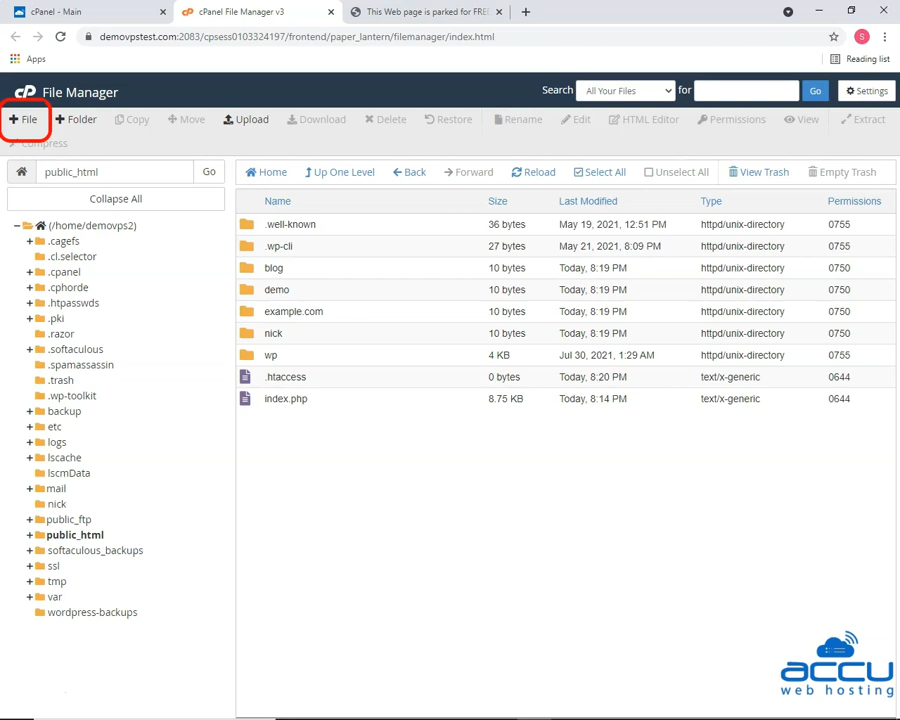 cPanel - Main
cPanel File Manager v3
This Web page is parked for FREE
demovpstest.com:2083/cpsess0103324197/frontend/paper_lantern/filemanager/index.html
S
Apps
Reading list
cP File Manager
Search All Your Files for Go Settings
File Folder Copy Move Upload Download Delete Restore Rename Edit HTML Editor Permissions View Extract
Compress
public_html Go
Home Up One Level Back Forward Reload Select All Unselect All View Trash Empty Trash
Collapse All
(/home/demovps2)
.cagefs
.cl.selector
.cpanel
.cphorde
.htpasswds
.pki
.razor
.softaculous
.spamassassin
.trash
.wp-toolkit
backup
etc
logs
lscache
lscmData
mail
nick
public_ftp
public_html
softaculous_backups
ssl
tmp
var
wordpress-backups
Name Size Last Modified Type Permissions
.well-known 36 bytes May 19, 2021, 12:51 PM httpd/unix-directory 0755
.wp-cli 27 bytes May 21, 2021, 8:09 PM httpd/unix-directory 0755
blog 10 bytes Today, 8:19 PM httpd/unix-directory 0750
demo 10 bytes Today, 8:19 PM httpd/unix-directory 0750
example.com 10 bytes Today, 8:19 PM httpd/unix-directory 0750
nick 10 bytes Today, 8:19 PM httpd/unix-directory 0750
wp 4 KB Jul 30, 2021, 1:29 AM httpd/unix-directory 0755
.htaccess 0 bytes Today, 8:20 PM text/x-generic 0644
index.php 8.75 KB Today, 8:14 PM text/x-generic 0644
accu
web hosting